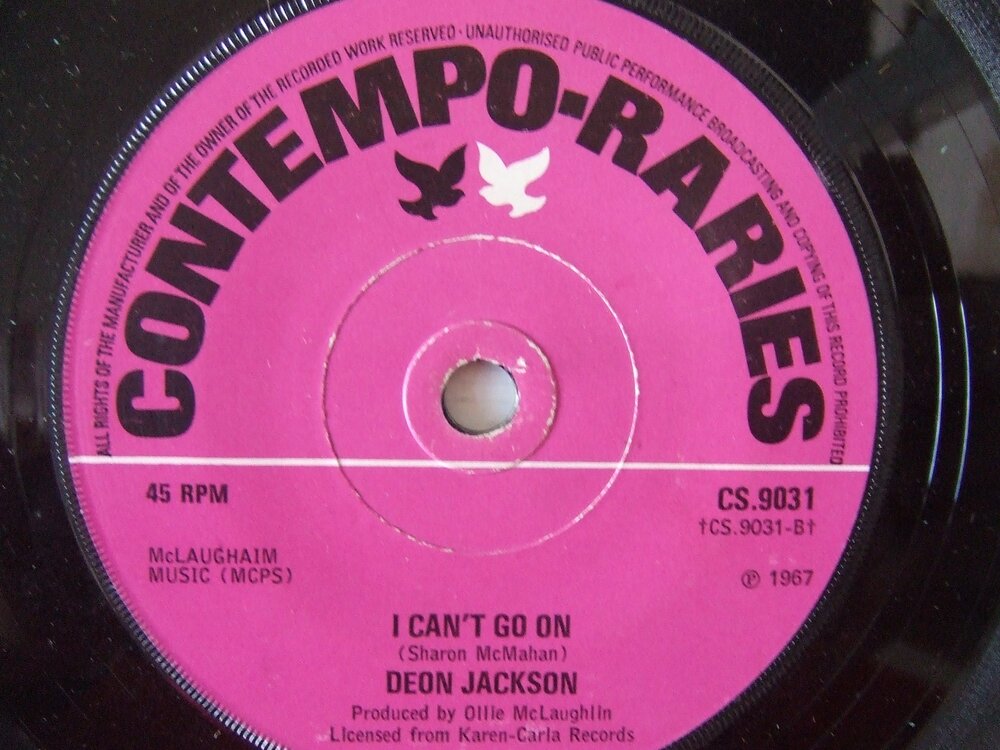 ALL RIGHTS OF THE MANUFACTURER AND OF THE OWNER OF THE RECORDED WORK RESERVED · UNAUTHORISED PUBLIC PERFORMANCE BROADCASTING AND COPYING OF THIS RECORD PROHIBITED
CONTEMPO-RARIES
45 RPM
CS.9031
†CS.9031-B†
McLAUGHAIM
MUSIC (MCPS)
℗ 1967
I CAN'T GO ON
(Sharon McMahan)
DEON JACKSON
Produced by Ollie McLaughlin
Licensed from Karen-Carla Records